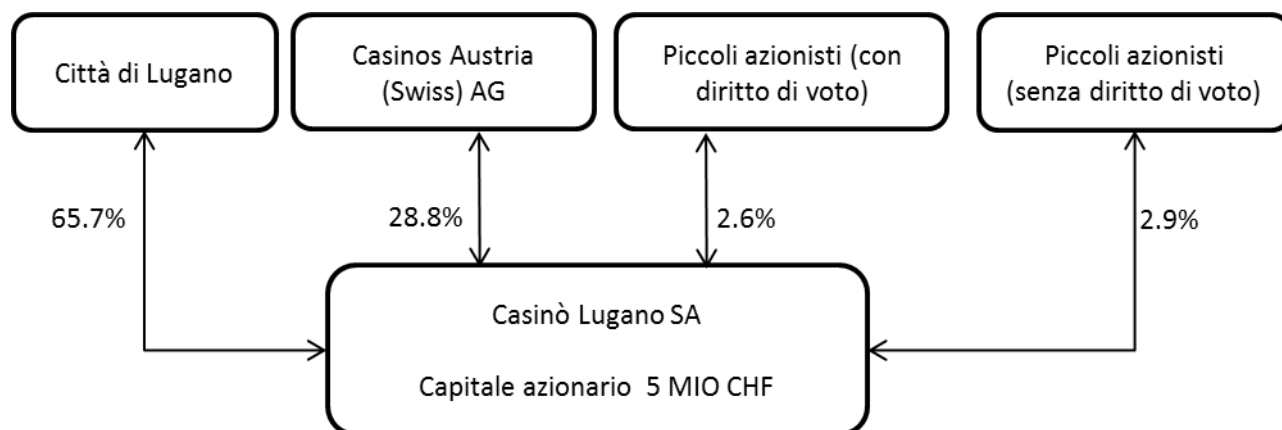 Città di Lugano
Casinos Austria
(Swiss) AG
Piccoli azionisti (con
diritto di voto)
Piccoli azionisti
(senza diritto di voto)
65.7%
28.8%
2.6%
2.9%
Casinò Lugano SA
Capitale azionario 5 MIO CHF